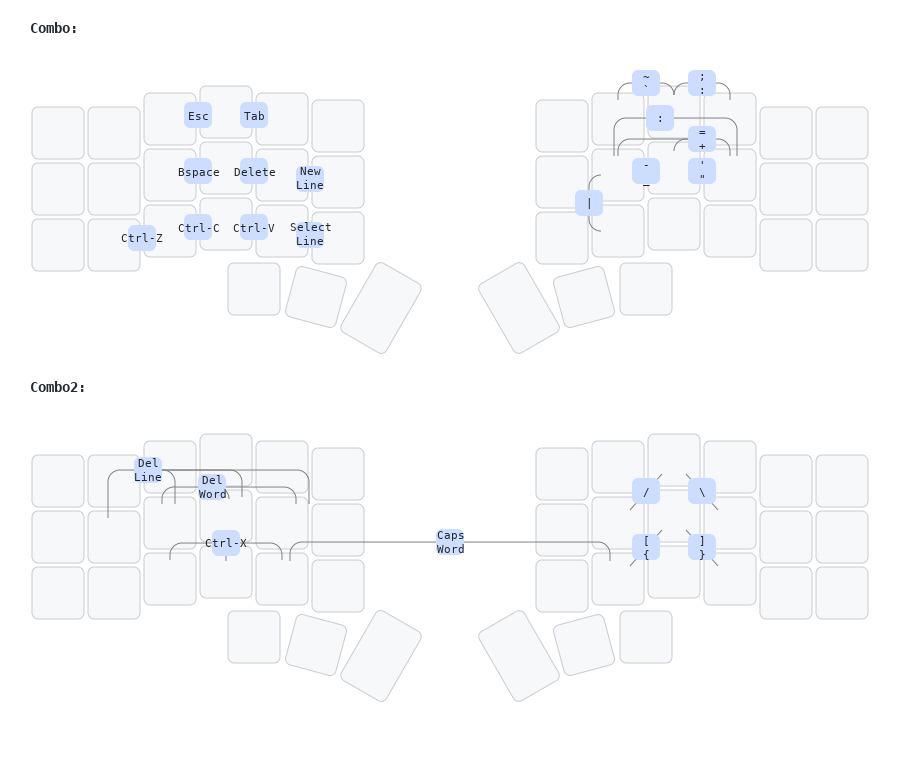 Combo:
~
`
;
:
Esc
Tab
:
=
+
Bspace
Delete
New
Line
-
_
'
"
|
Ctrl-Z
Ctrl-C
Ctrl-V
Select
Line
Combo2:
Del
Line
Del
Word
/
\
Ctrl-X
Caps
Word
[
{
]
}